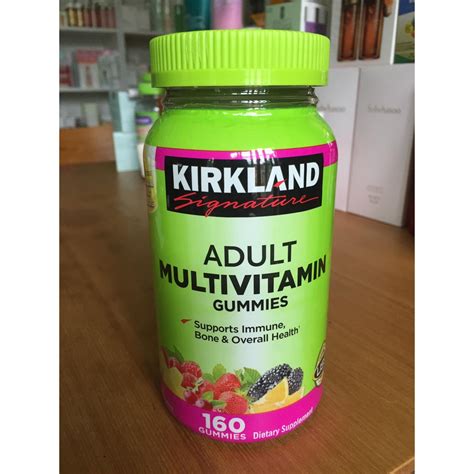 KIRKLAND
Signature
ADULT
MULTIVITAMIN
GUMMIES
Supports Immune,
Bone & Overall Health†
160
GUMMIES
Dietary Supplement